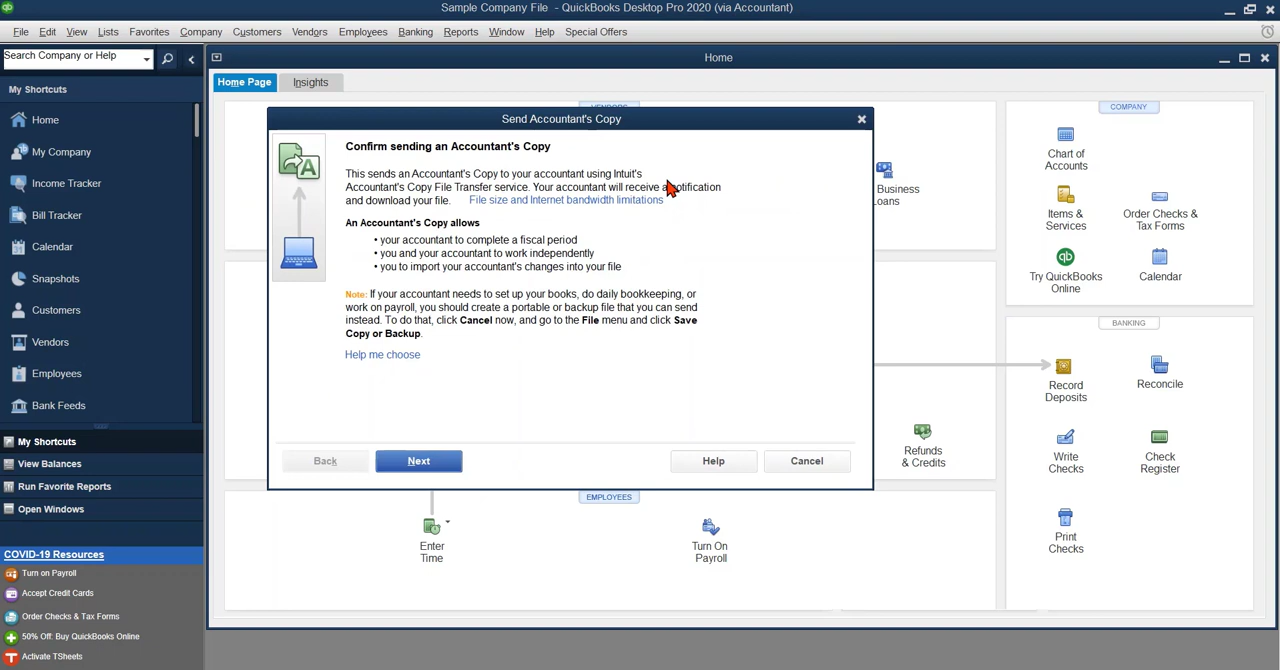 Sample Company File - QuickBooks Desktop Pro 2020 (via Accountant)
File Edit View Lists Favorites Company Customers Vendors Employees Banking Reports Window Help Special Offers
Search Company or Help
My Shortcuts
Home
My Company
Income Tracker
Bill Tracker
Calendar
Snapshots
Customers
Vendors
Employees
Bank Feeds
My Shortcuts
View Balances
Run Favorite Reports
Open Windows
COVID-19 Resources
Turn on Payroll
Accept Credit Cards
Order Checks & Tax Forms
50% Off: Buy QuickBooks Online
Activate TSheets
Home
Home Page Insights
VENDORS
Send Accountant's Copy
Confirm sending an Accountant's Copy
This sends an Accountant's Copy to your accountant using Intuit's
Accountant's Copy File Transfer service. Your accountant will receive a notification
and download your file. File size and Internet bandwidth limitations
An Accountant's Copy allows
• your accountant to complete a fiscal period
• you and your accountant to work independently
• you to import your accountant's changes into your file
Note: If your accountant needs to set up your books, do daily bookkeeping, or
work on payroll, you should create a portable or backup file that you can send
instead. To do that, click Cancel now, and go to the File menu and click Save
Copy or Backup.
Help me choose
Back Next Help Cancel
Business
Loans
Refunds
& Credits
EMPLOYEES
Enter
Time
Turn On
Payroll
COMPANY
Chart of
Accounts
Items &
Services
Order Checks &
Tax Forms
Try QuickBooks
Online
Calendar
BANKING
Record
Deposits
Reconcile
Write
Checks
Check
Register
Print
Checks